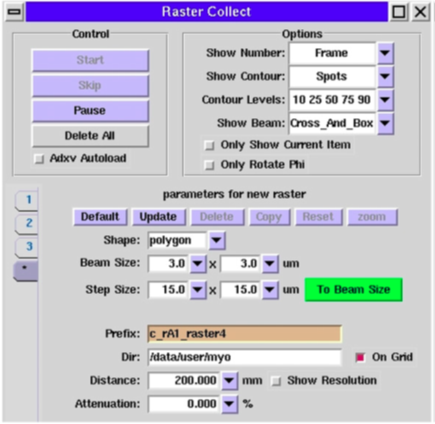 Raster Collect
Control
Start
Skip
Pause
Delete All
Adxv Autoload
Options
Show Number: Frame
Show Contour: Spots
Contour Levels: 10 25 50 75 90
Show Beam: Cross_And_Box
Only Show Current Item
Only Rotate Phi
1
2
3
*
parameters for new raster
Default Update Delete Copy Reset zoom
Shape: polygon
Beam Size: 3.0 x 3.0 um
Step Size: 15.0 x 15.0 um To Beam Size
Prefix: c_rA1_raster4
Dir: /data/user/myo On Grid
Distance: 200.000 mm Show Resolution
Attenuation: 0.000 %